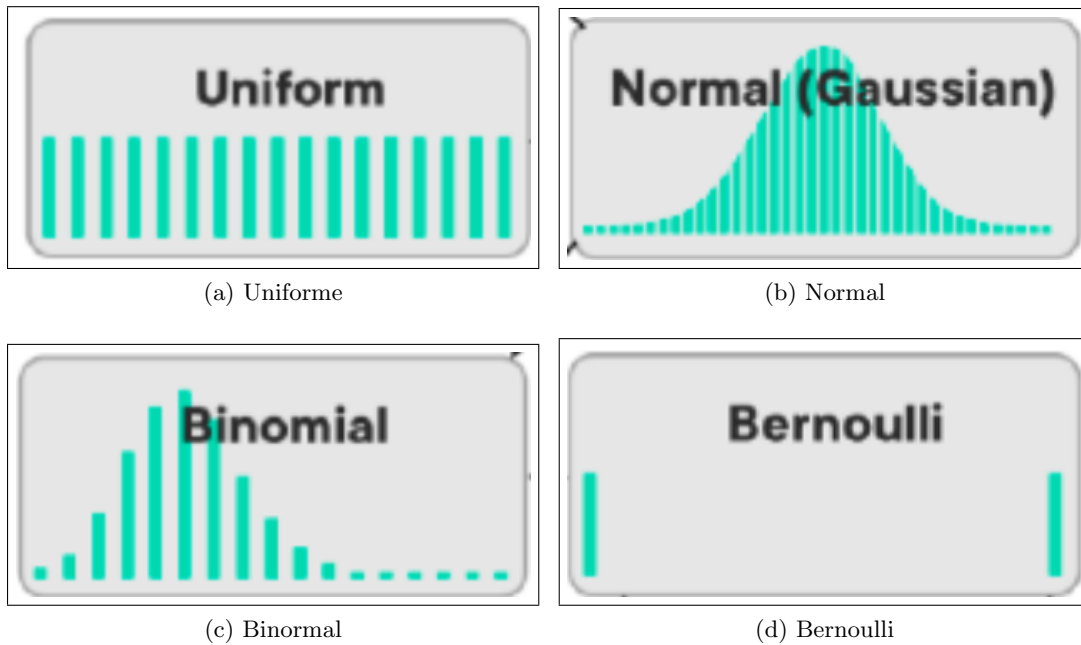 Uniform
(a) Uniforme
Normal (Gaussian)
(b) Normal
Binomial
(c) Binormal
Bernoulli
(d) Bernoulli